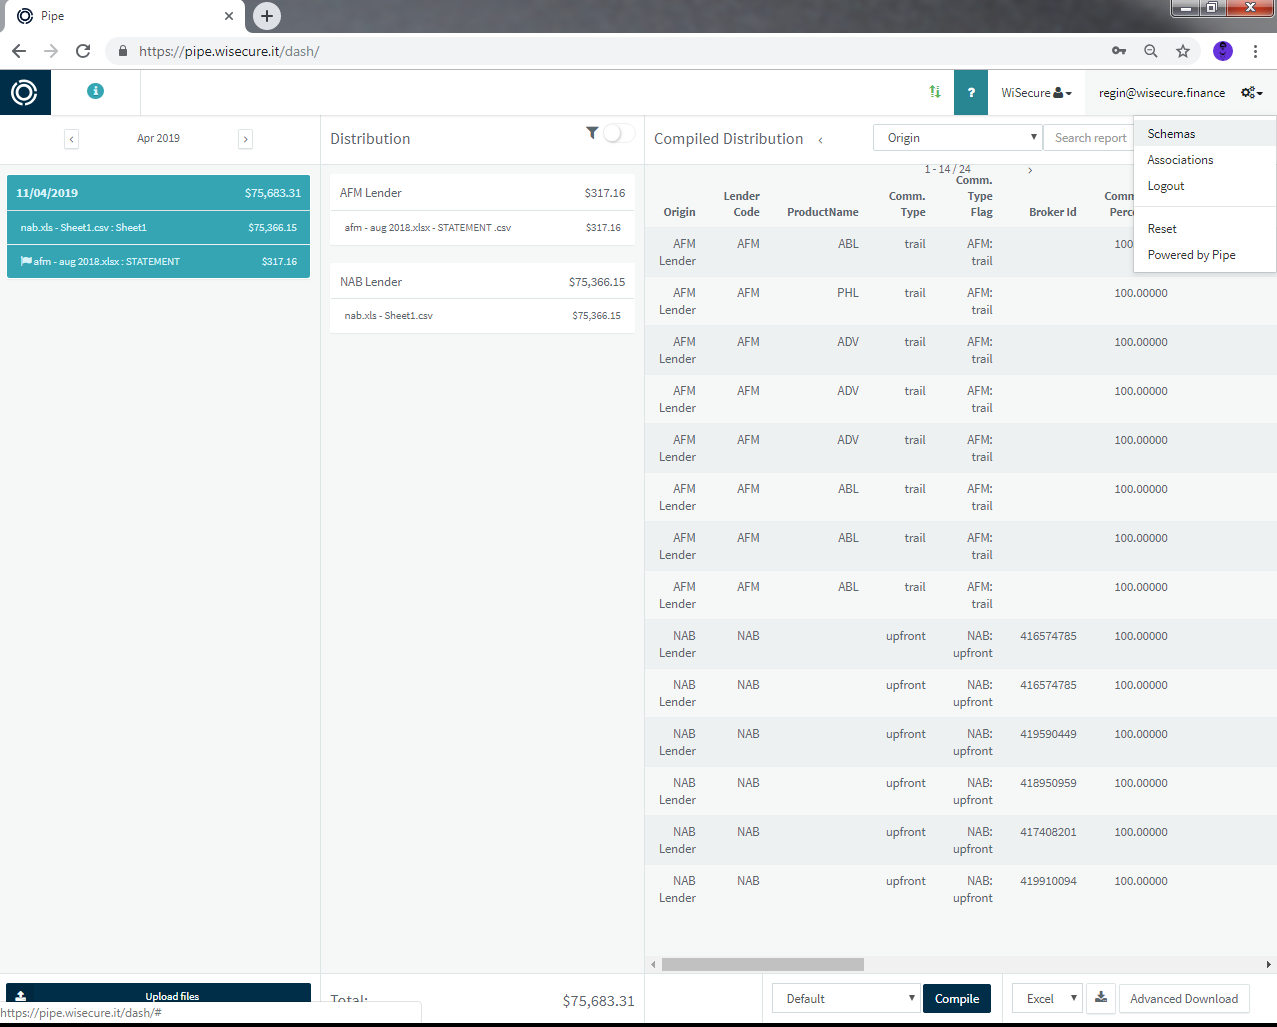 Pipe
https://pipe.wisecure.it/dash/
WiSecure
regin@wisecure.finance
Apr 2019
Distribution
Compiled Distribution
Origin
Search report
Schemas
Associations
Logout
Reset
Powered by Pipe
11/04/2019 $75,683.31
nab.xls - Sheet1.csv : Sheet1 $75,366.15
afm - aug 2018.xlsx : STATEMENT $317.16
AFM Lender $317.16
afm - aug 2018.xlsx - STATEMENT .csv $317.16
NAB Lender $75,366.15
nab.xls - Sheet1.csv $75,366.15
1 - 14 / 24
Origin Lender Code ProductName Comm. Type Comm. Type Flag Broker Id
AFM Lender AFM ABL trail AFM: trail
AFM Lender AFM PHL trail AFM: trail 100.00000
AFM Lender AFM ADV trail AFM: trail 100.00000
AFM Lender AFM ADV trail AFM: trail 100.00000
AFM Lender AFM ADV trail AFM: trail 100.00000
AFM Lender AFM ABL trail AFM: trail 100.00000
AFM Lender AFM ABL trail AFM: trail 100.00000
AFM Lender AFM ABL trail AFM: trail 100.00000
NAB Lender NAB upfront NAB: upfront 416574785 100.00000
NAB Lender NAB upfront NAB: upfront 416574785 100.00000
NAB Lender NAB upfront NAB: upfront 419590449 100.00000
NAB Lender NAB upfront NAB: upfront 418950959 100.00000
NAB Lender NAB upfront NAB: upfront 417408201 100.00000
NAB Lender NAB upfront NAB: upfront 419910094 100.00000
Upload files
Total: $75,683.31
Default
Compile
Excel
Advanced Download
https://pipe.wisecure.it/dash/#